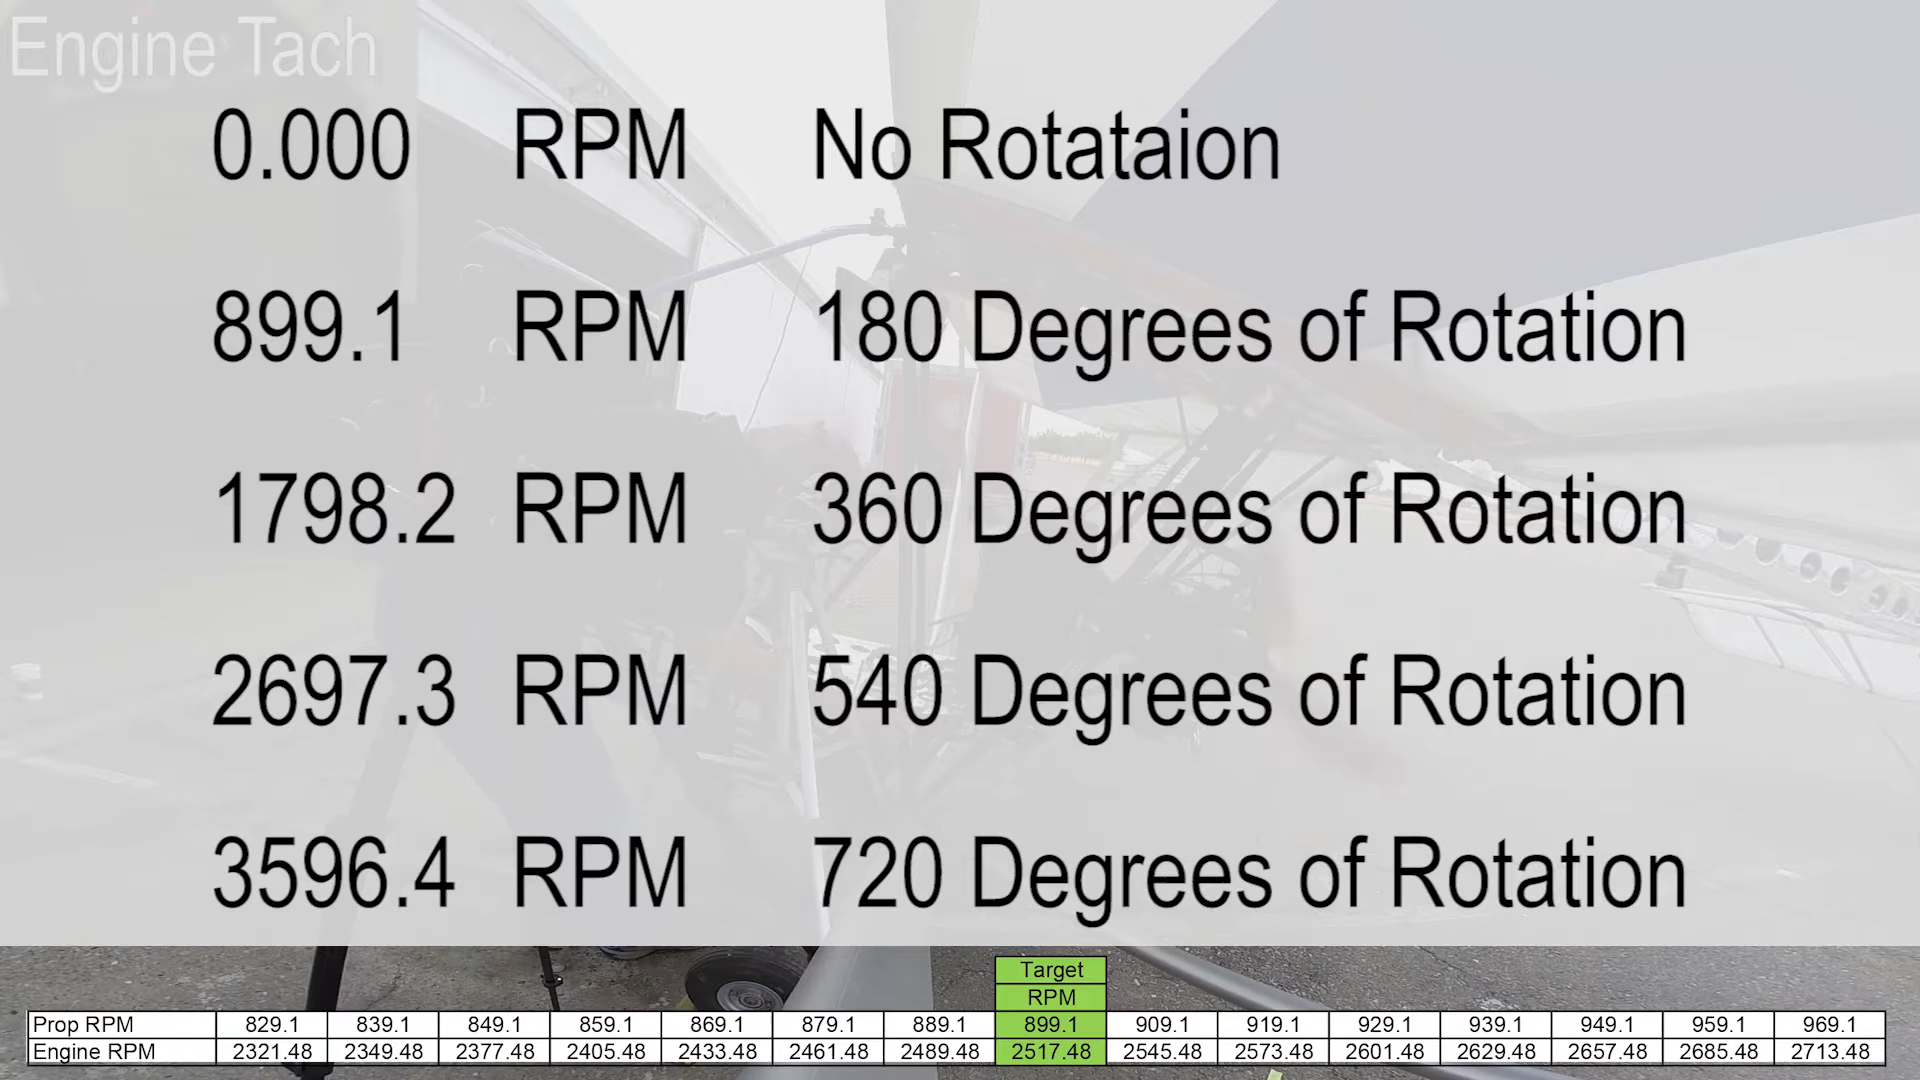 Engine Tach
0.000 RPM No Rotataion
899.1 RPM 180 Degrees of Rotation
1798.2 RPM 360 Degrees of Rotation
2697.3 RPM 540 Degrees of Rotation
3596.4 RPM 720 Degrees of Rotation
Target
RPM
Prop RPM 829.1 839.1 849.1 859.1 869.1 879.1 889.1 899.1 909.1 919.1 929.1 939.1 949.1 959.1 969.1
Engine RPM 2321.48 2349.48 2377.48 2405.48 2433.48 2461.48 2489.48 2517.48 2545.48 2573.48 2601.48 2629.48 2657.48 2685.48 2713.48